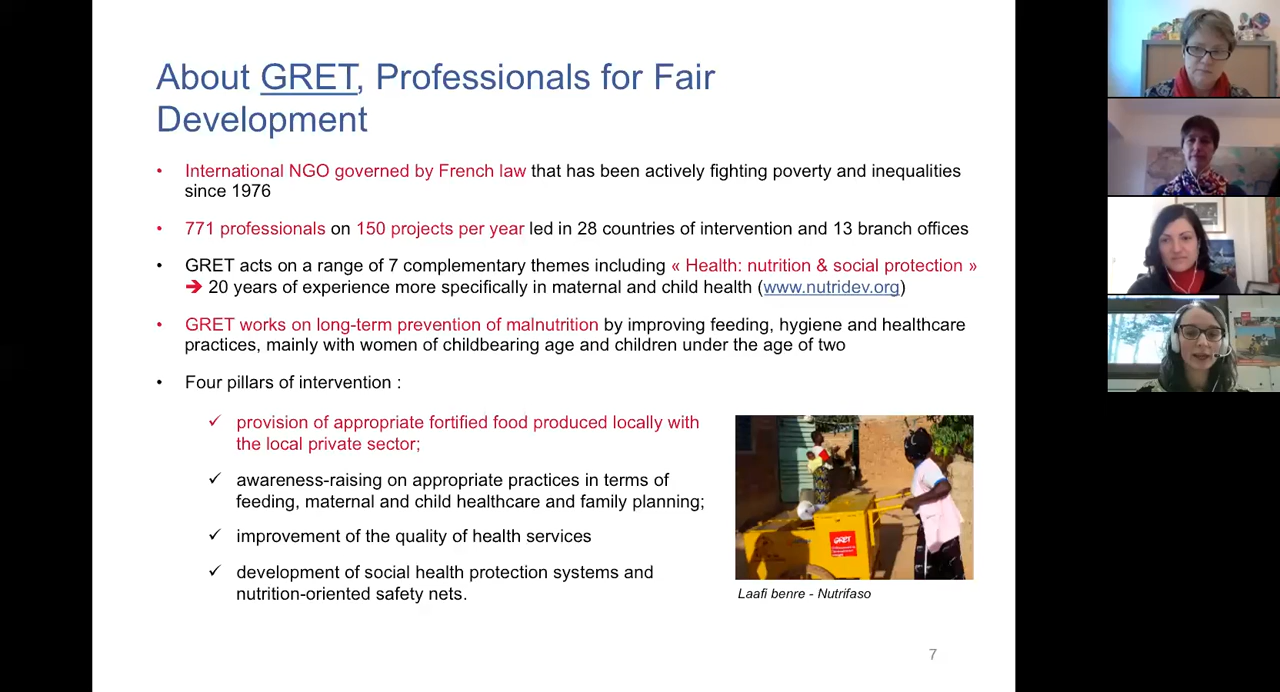 About GRET, Professionals for Fair
Development
• International NGO governed by French law that has been actively fighting poverty and inequalities
since 1976
• 771 professionals on 150 projects per year led in 28 countries of intervention and 13 branch offices
• GRET acts on a range of 7 complementary themes including « Health: nutrition & social protection »
➔ 20 years of experience more specifically in maternal and child health (www.nutridev.org)
• GRET works on long-term prevention of malnutrition by improving feeding, hygiene and healthcare
practices, mainly with women of childbearing age and children under the age of two
• Four pillars of intervention :
✓ provision of appropriate fortified food produced locally with
the local private sector;
✓ awareness-raising on appropriate practices in terms of
feeding, maternal and child healthcare and family planning;
✓ improvement of the quality of health services
✓ development of social health protection systems and
nutrition-oriented safety nets.
GRET
Laafi benre - Nutrifaso
7